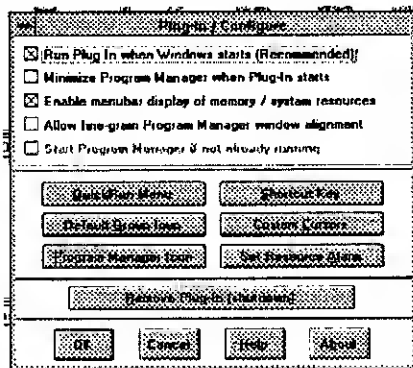 Plug-In / Configure
Run Plug In when Windows starts (Recommended)!
Minimize Program Manager when Plug-In starts
Enable menubar display of memory / system resources
Allow fine-grain Program Manager window alignment
Start Program Manager if not already running
QuickRun Menu
Shortcut Key
Default Group Icon
Custom Cursors
Program Manager Icon
Set Resource Alarm
Remove Plug-In (shutdown)
OK
Cancel
Help
About